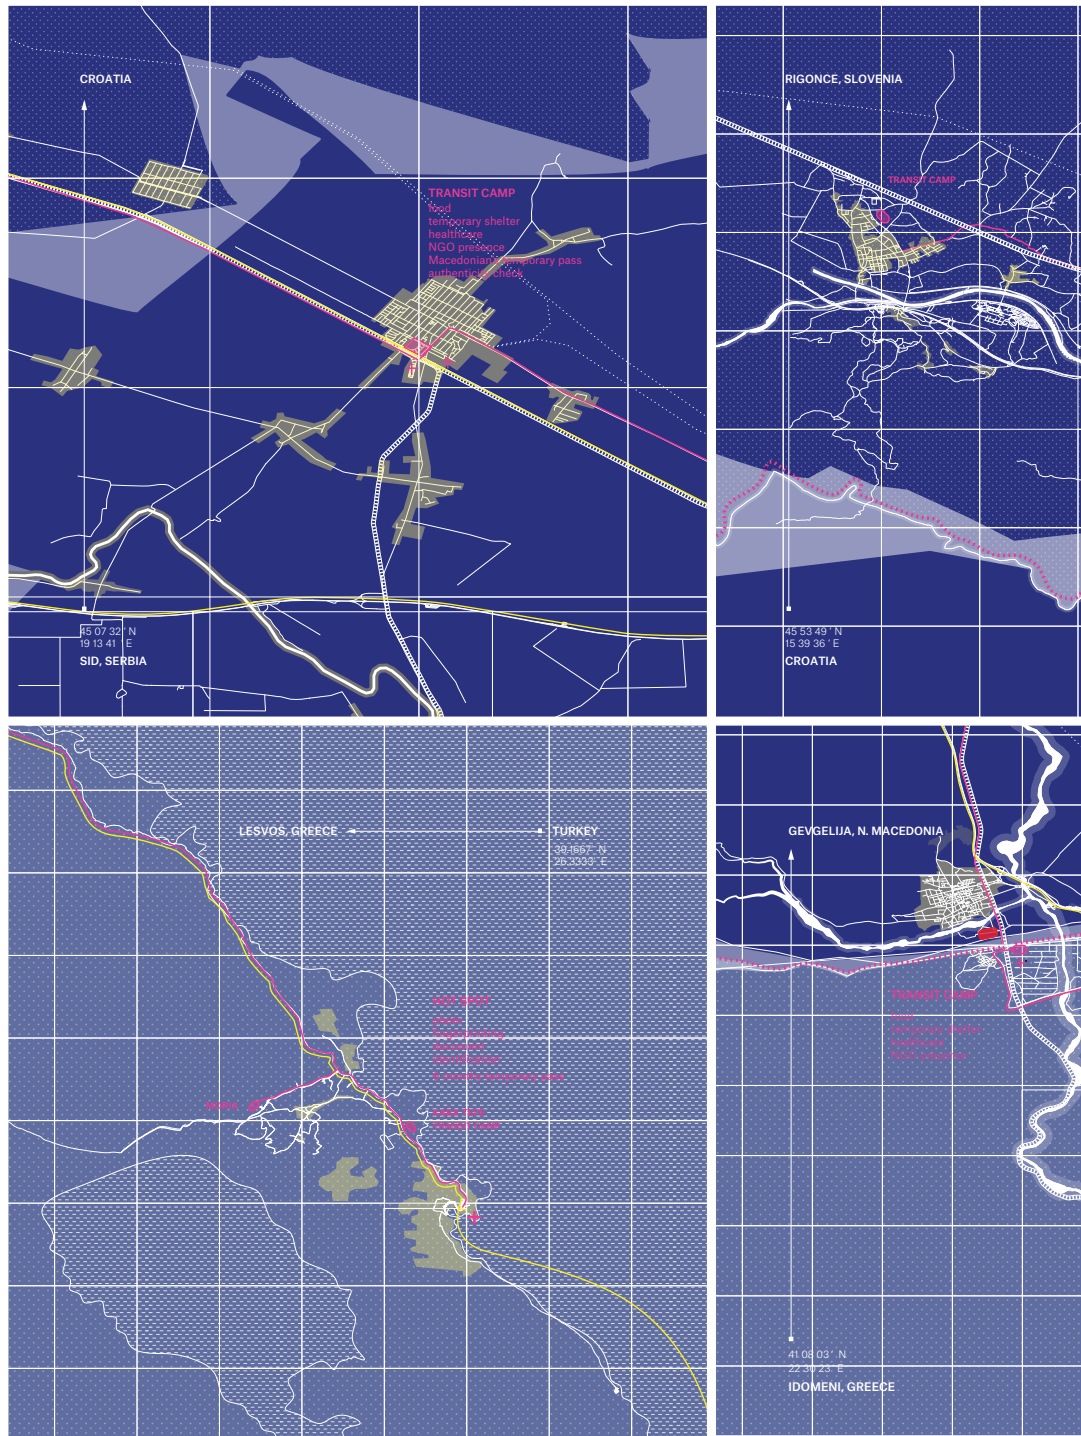 CROATIA
TRANSIT CAMP
food
temporary shelter
healthcare
NGO presence
Macedonian temporary pass
authenticity check
45 07 32 ' N
19 13 41 ' E
SID, SERBIA
RIGONCE, SLOVENIA
TRANSIT CAMP
45 53 49 ' N
15 39 36 ' E
CROATIA
LESVOS, GREECE
TURKEY
39.1667' N
26.3333' E
HOT SPOT
TRANSIT CAMP
MORIA
GEVGELIJA, N. MACEDONIA
TRANSIT CAMP
food
temporary shelter
healthcare
NGO presence
41 08 03 ' N
22 30 23 ' E
IDOMENI, GREECE